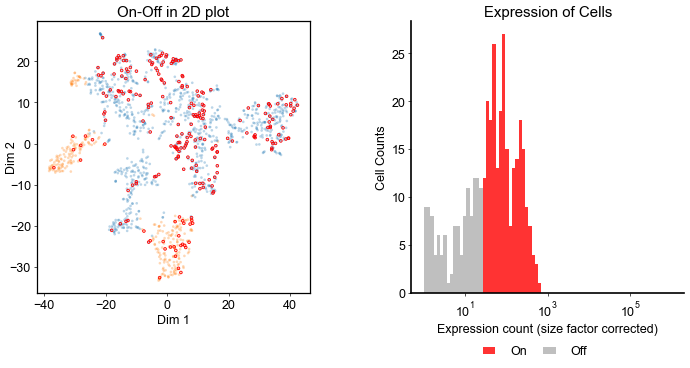 On-Off in 2D plot
Dim 2
20
10
0
−10
−20
−30
−40
−20
0
20
40
Dim 1
Expression of Cells
Cell Counts
25
20
15
10
5
0
10^1
10^3
10^5
Expression count (size factor corrected)
On
Off